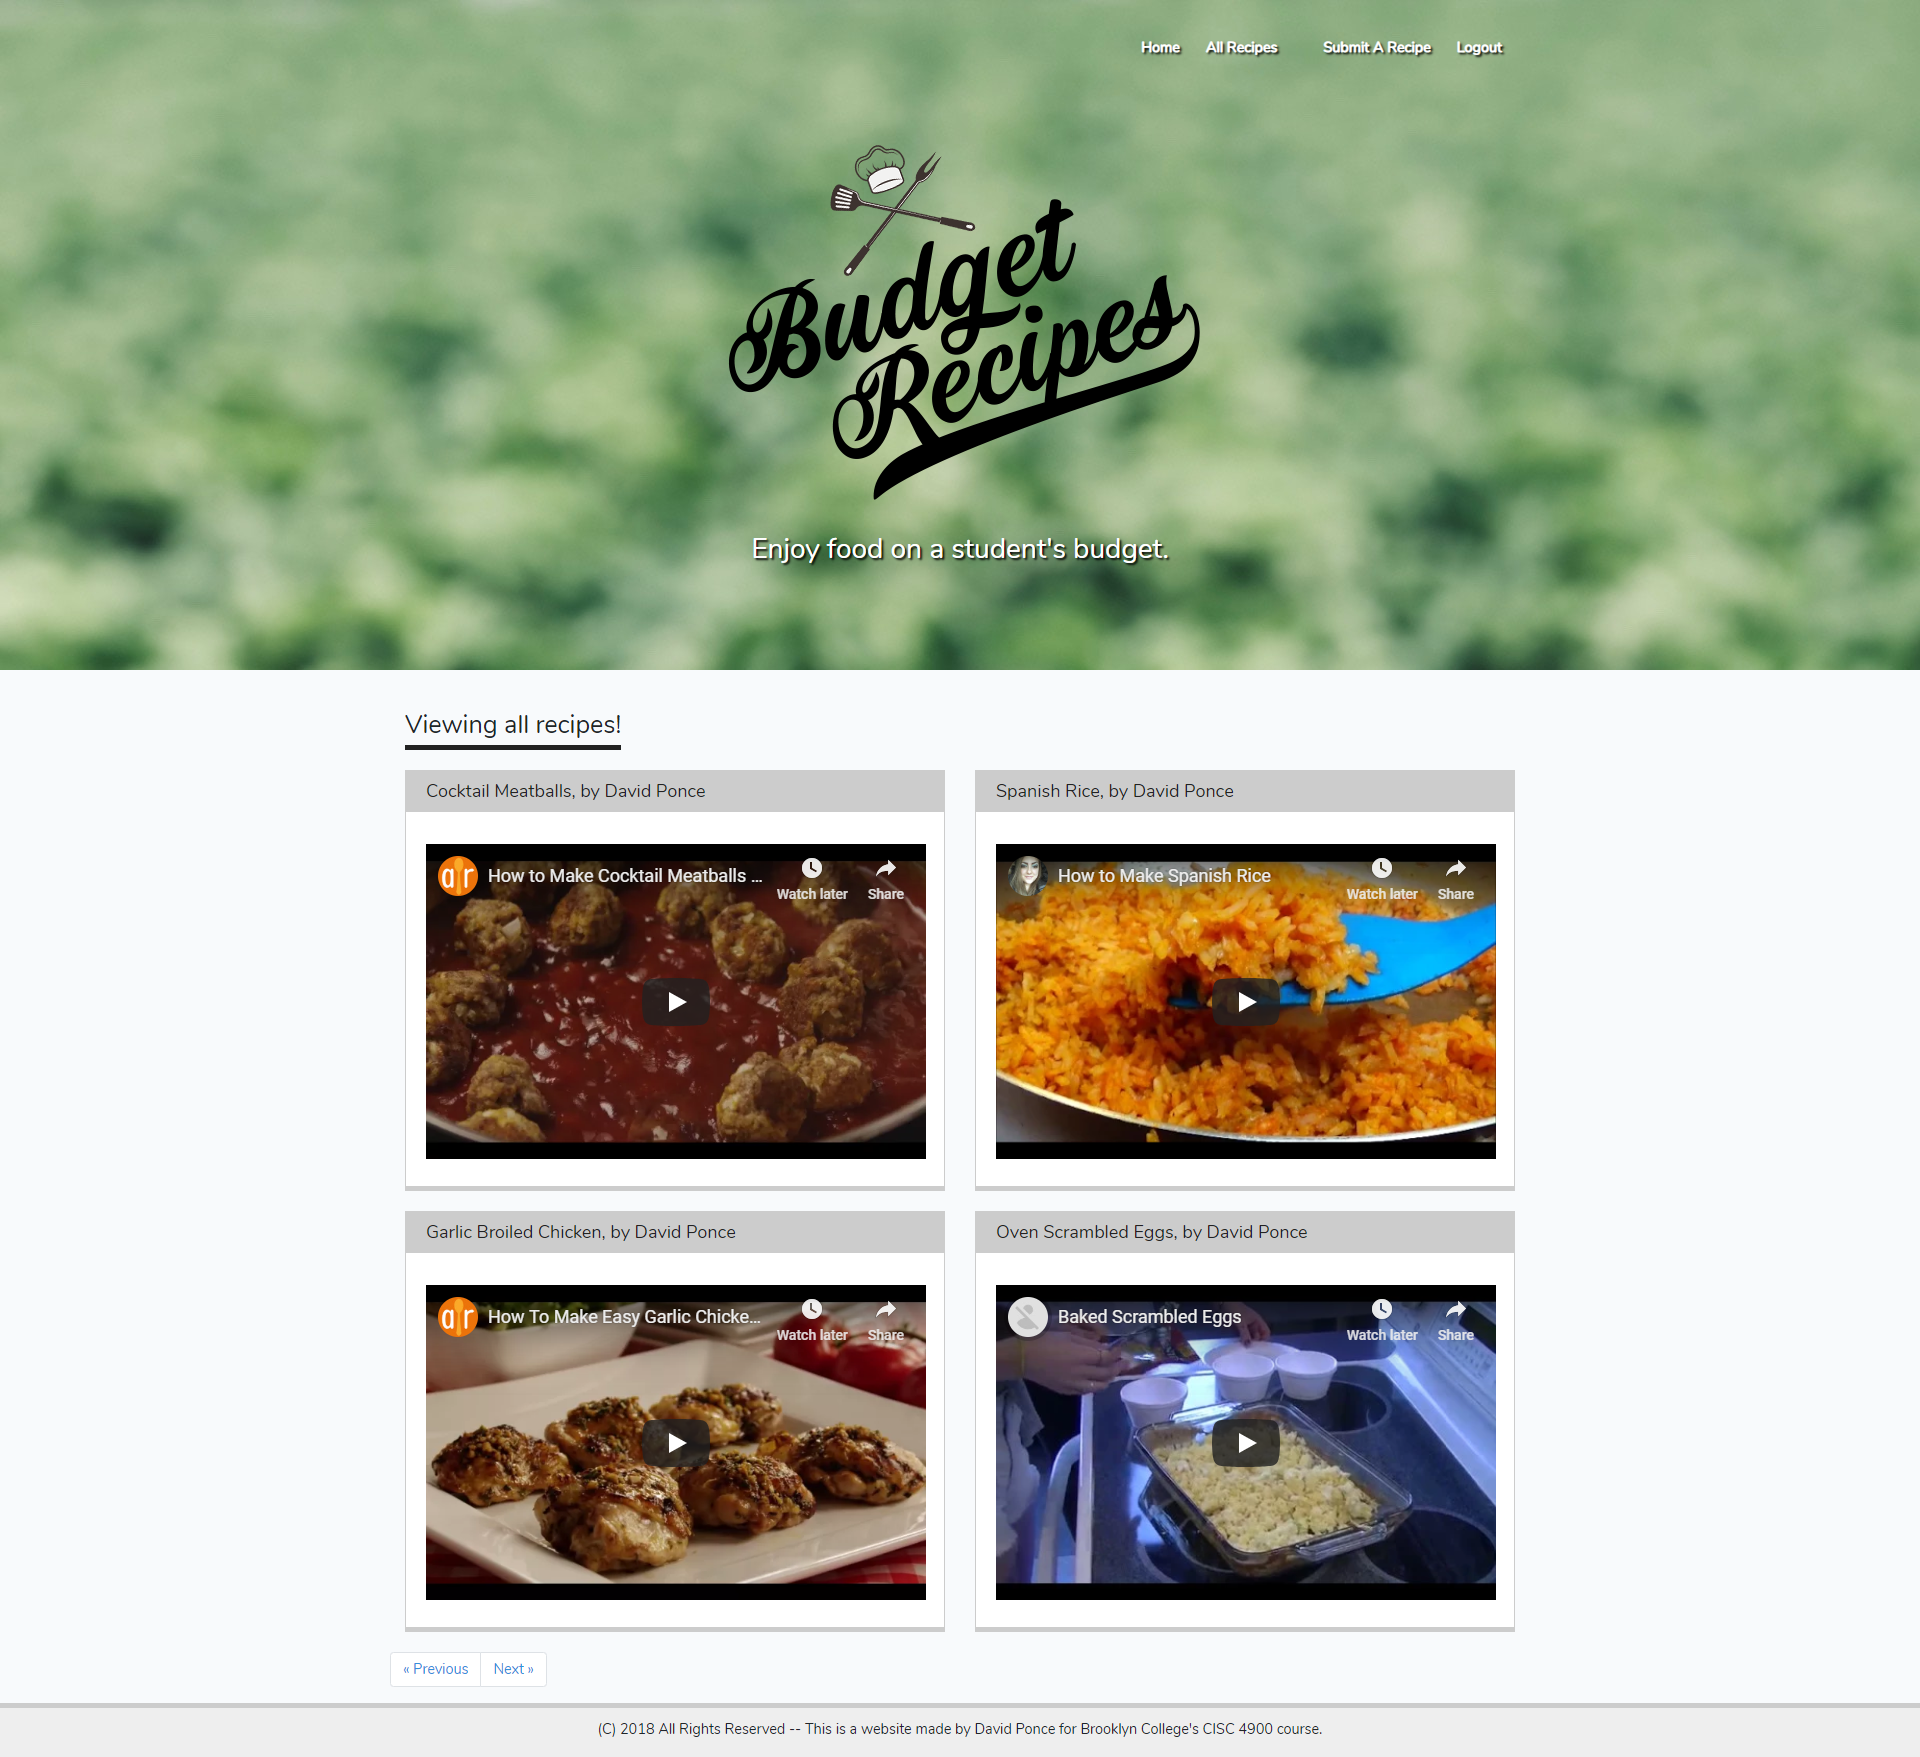 Home All Recipes Submit A Recipe Logout
Budget
Recipes
Enjoy food on a student's budget.
Viewing all recipes!
Cocktail Meatballs, by David Ponce
How to Make Cocktail Meatballs ...
Watch later Share
Spanish Rice, by David Ponce
How to Make Spanish Rice
Watch later Share
Garlic Broiled Chicken, by David Ponce
ar How To Make Easy Garlic Chicke...
Watch later Share
Oven Scrambled Eggs, by David Ponce
Baked Scrambled Eggs
Watch later Share
« Previous Next »
(C) 2018 All Rights Reserved -- This is a website made by David Ponce for Brooklyn College's CISC 4900 course.